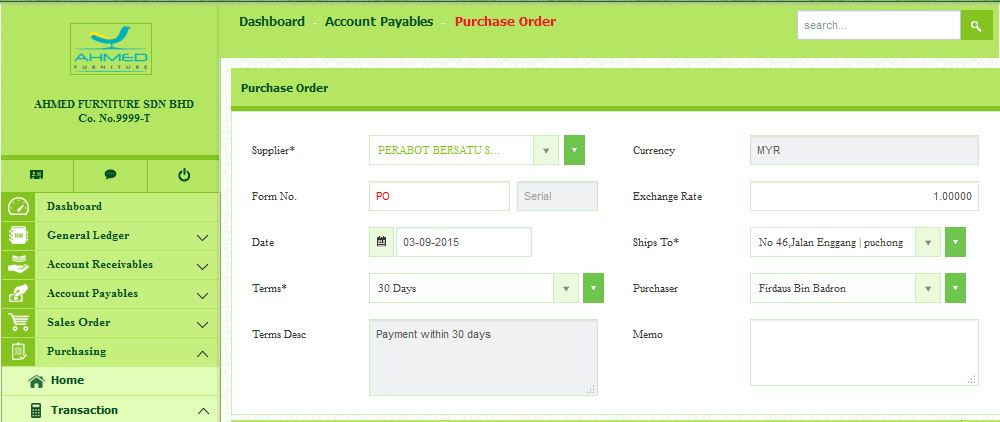 Dashboard - Account Payables - Purchase Order
search...
AHMED
FURNITURE
AHMED FURNITURE SDN BHD
Co. No.9999-T
Dashboard
RM
General Ledger
Account Receivables
Account Payables
Sales Order
Purchasing
Home
Transaction
Purchase Order
Supplier*
PERABOT BERSATU S...
Currency
MYR
Form No.
PO
Serial
Exchange Rate
1.00000
Date
03-09-2015
Ships To*
No 46,Jalan Enggang | puchong
Terms*
30 Days
Purchaser
Firdaus Bin Badron
Terms Desc
Payment within 30 days
Memo